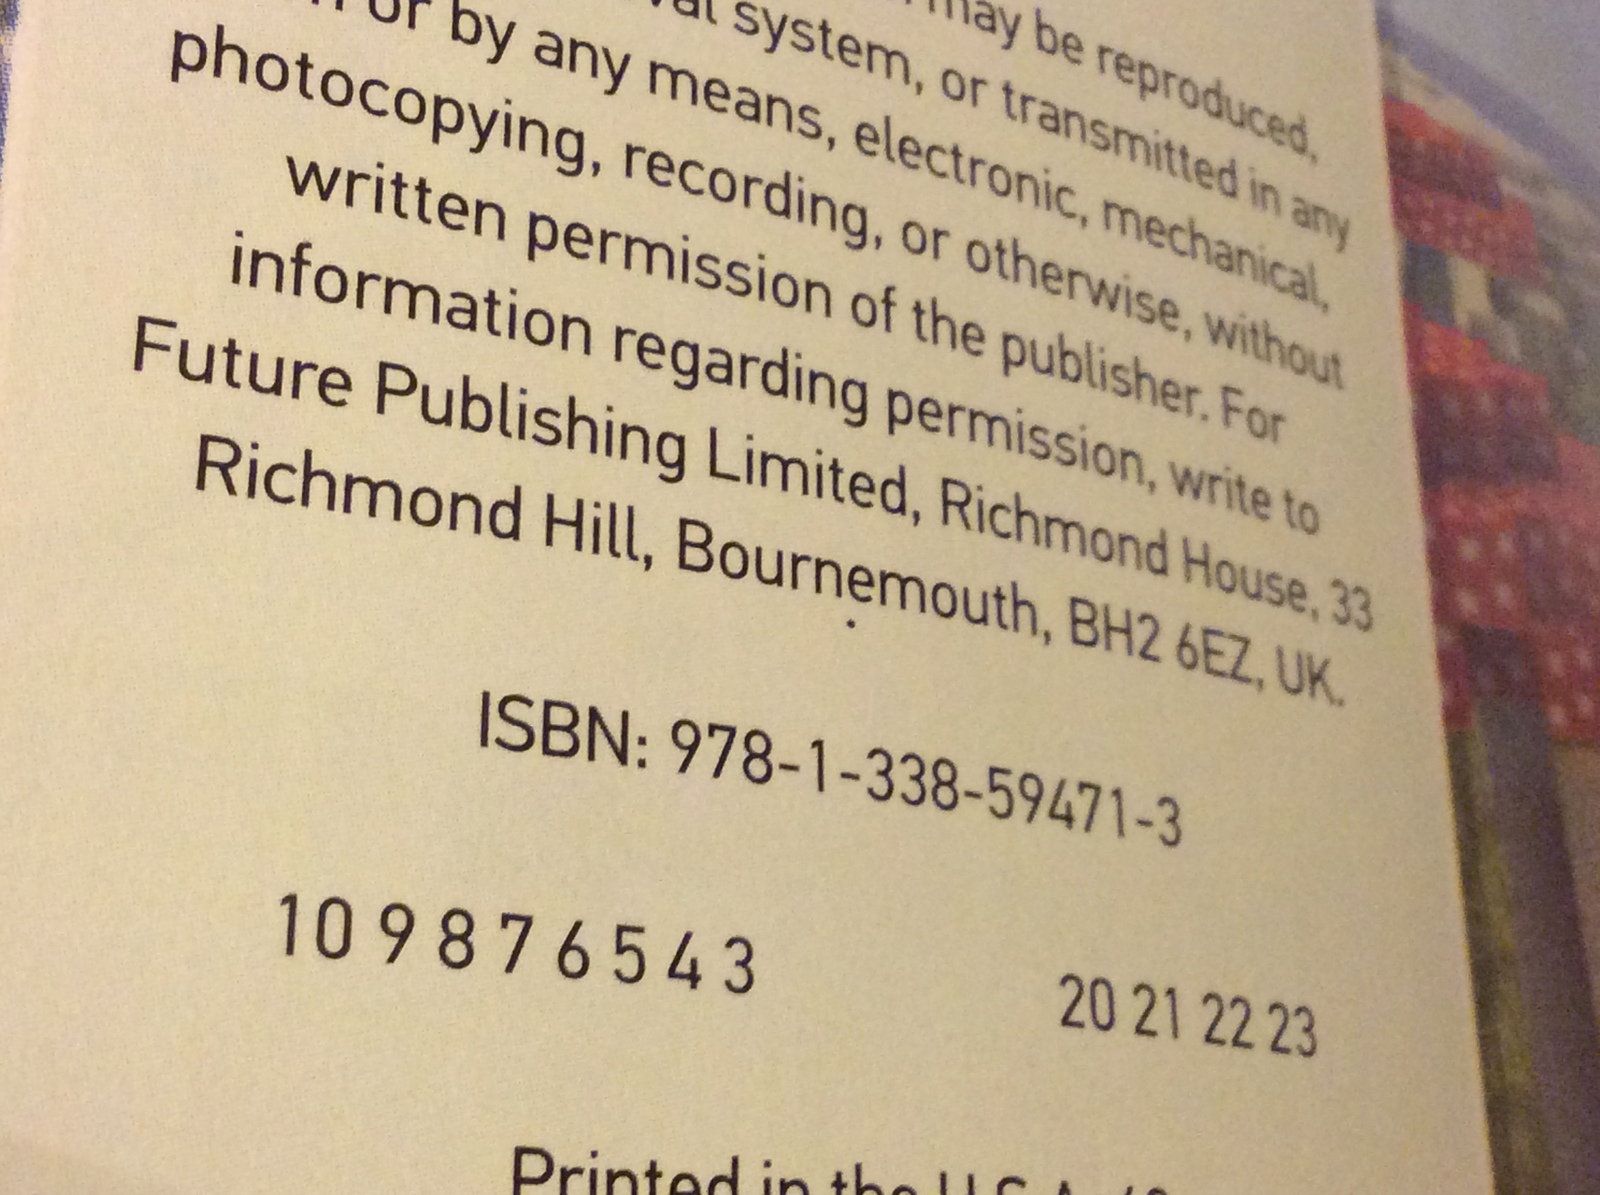 may be reproduced,
system, or transmitted in any
or by any means, electronic, mechanical,
photocopying, recording, or otherwise, without
written permission of the publisher. For
information regarding permission, write to
Future Publishing Limited, Richmond House, 33
Richmond Hill, Bournemouth, BH2 6EZ, UK.
ISBN: 978-1-338-59471-3
10 9 8 7 6 5 4 3 20 21 22 23
Printed in the U.S.A.